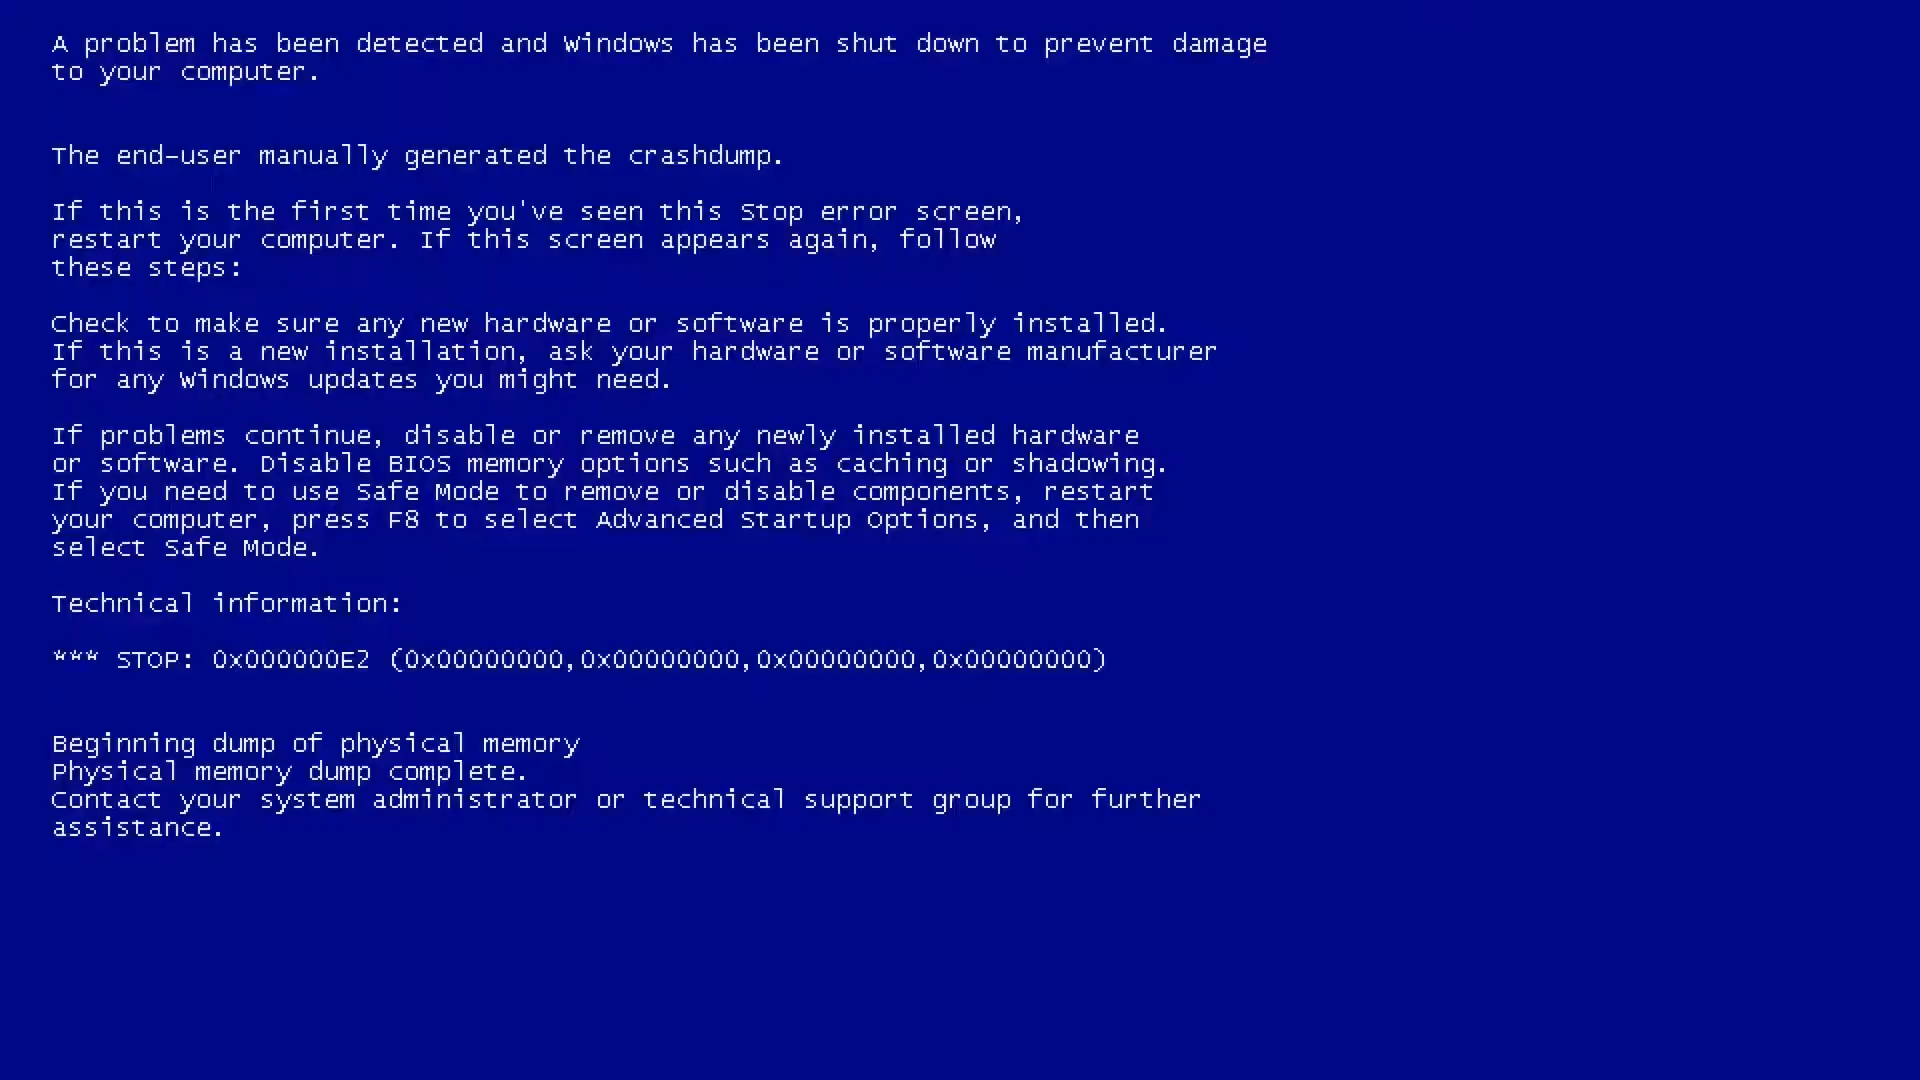 A problem has been detected and Windows has been shut down to prevent damage
to your computer.
The end-user manually generated the crashdump.
If this is the first time you've seen this Stop error screen,
restart your computer. If this screen appears again, follow
these steps:
Check to make sure any new hardware or software is properly installed.
If this is a new installation, ask your hardware or software manufacturer
for any Windows updates you might need.
If problems continue, disable or remove any newly installed hardware
or software. Disable BIOS memory options such as caching or shadowing.
If you need to use Safe Mode to remove or disable components, restart
your computer, press F8 to select Advanced Startup Options, and then
select Safe Mode.
Technical information:
*** STOP: 0x000000E2 (0x00000000,0x00000000,0x00000000,0x00000000)
Beginning dump of physical memory
Physical memory dump complete.
Contact your system administrator or technical support group for further
assistance.